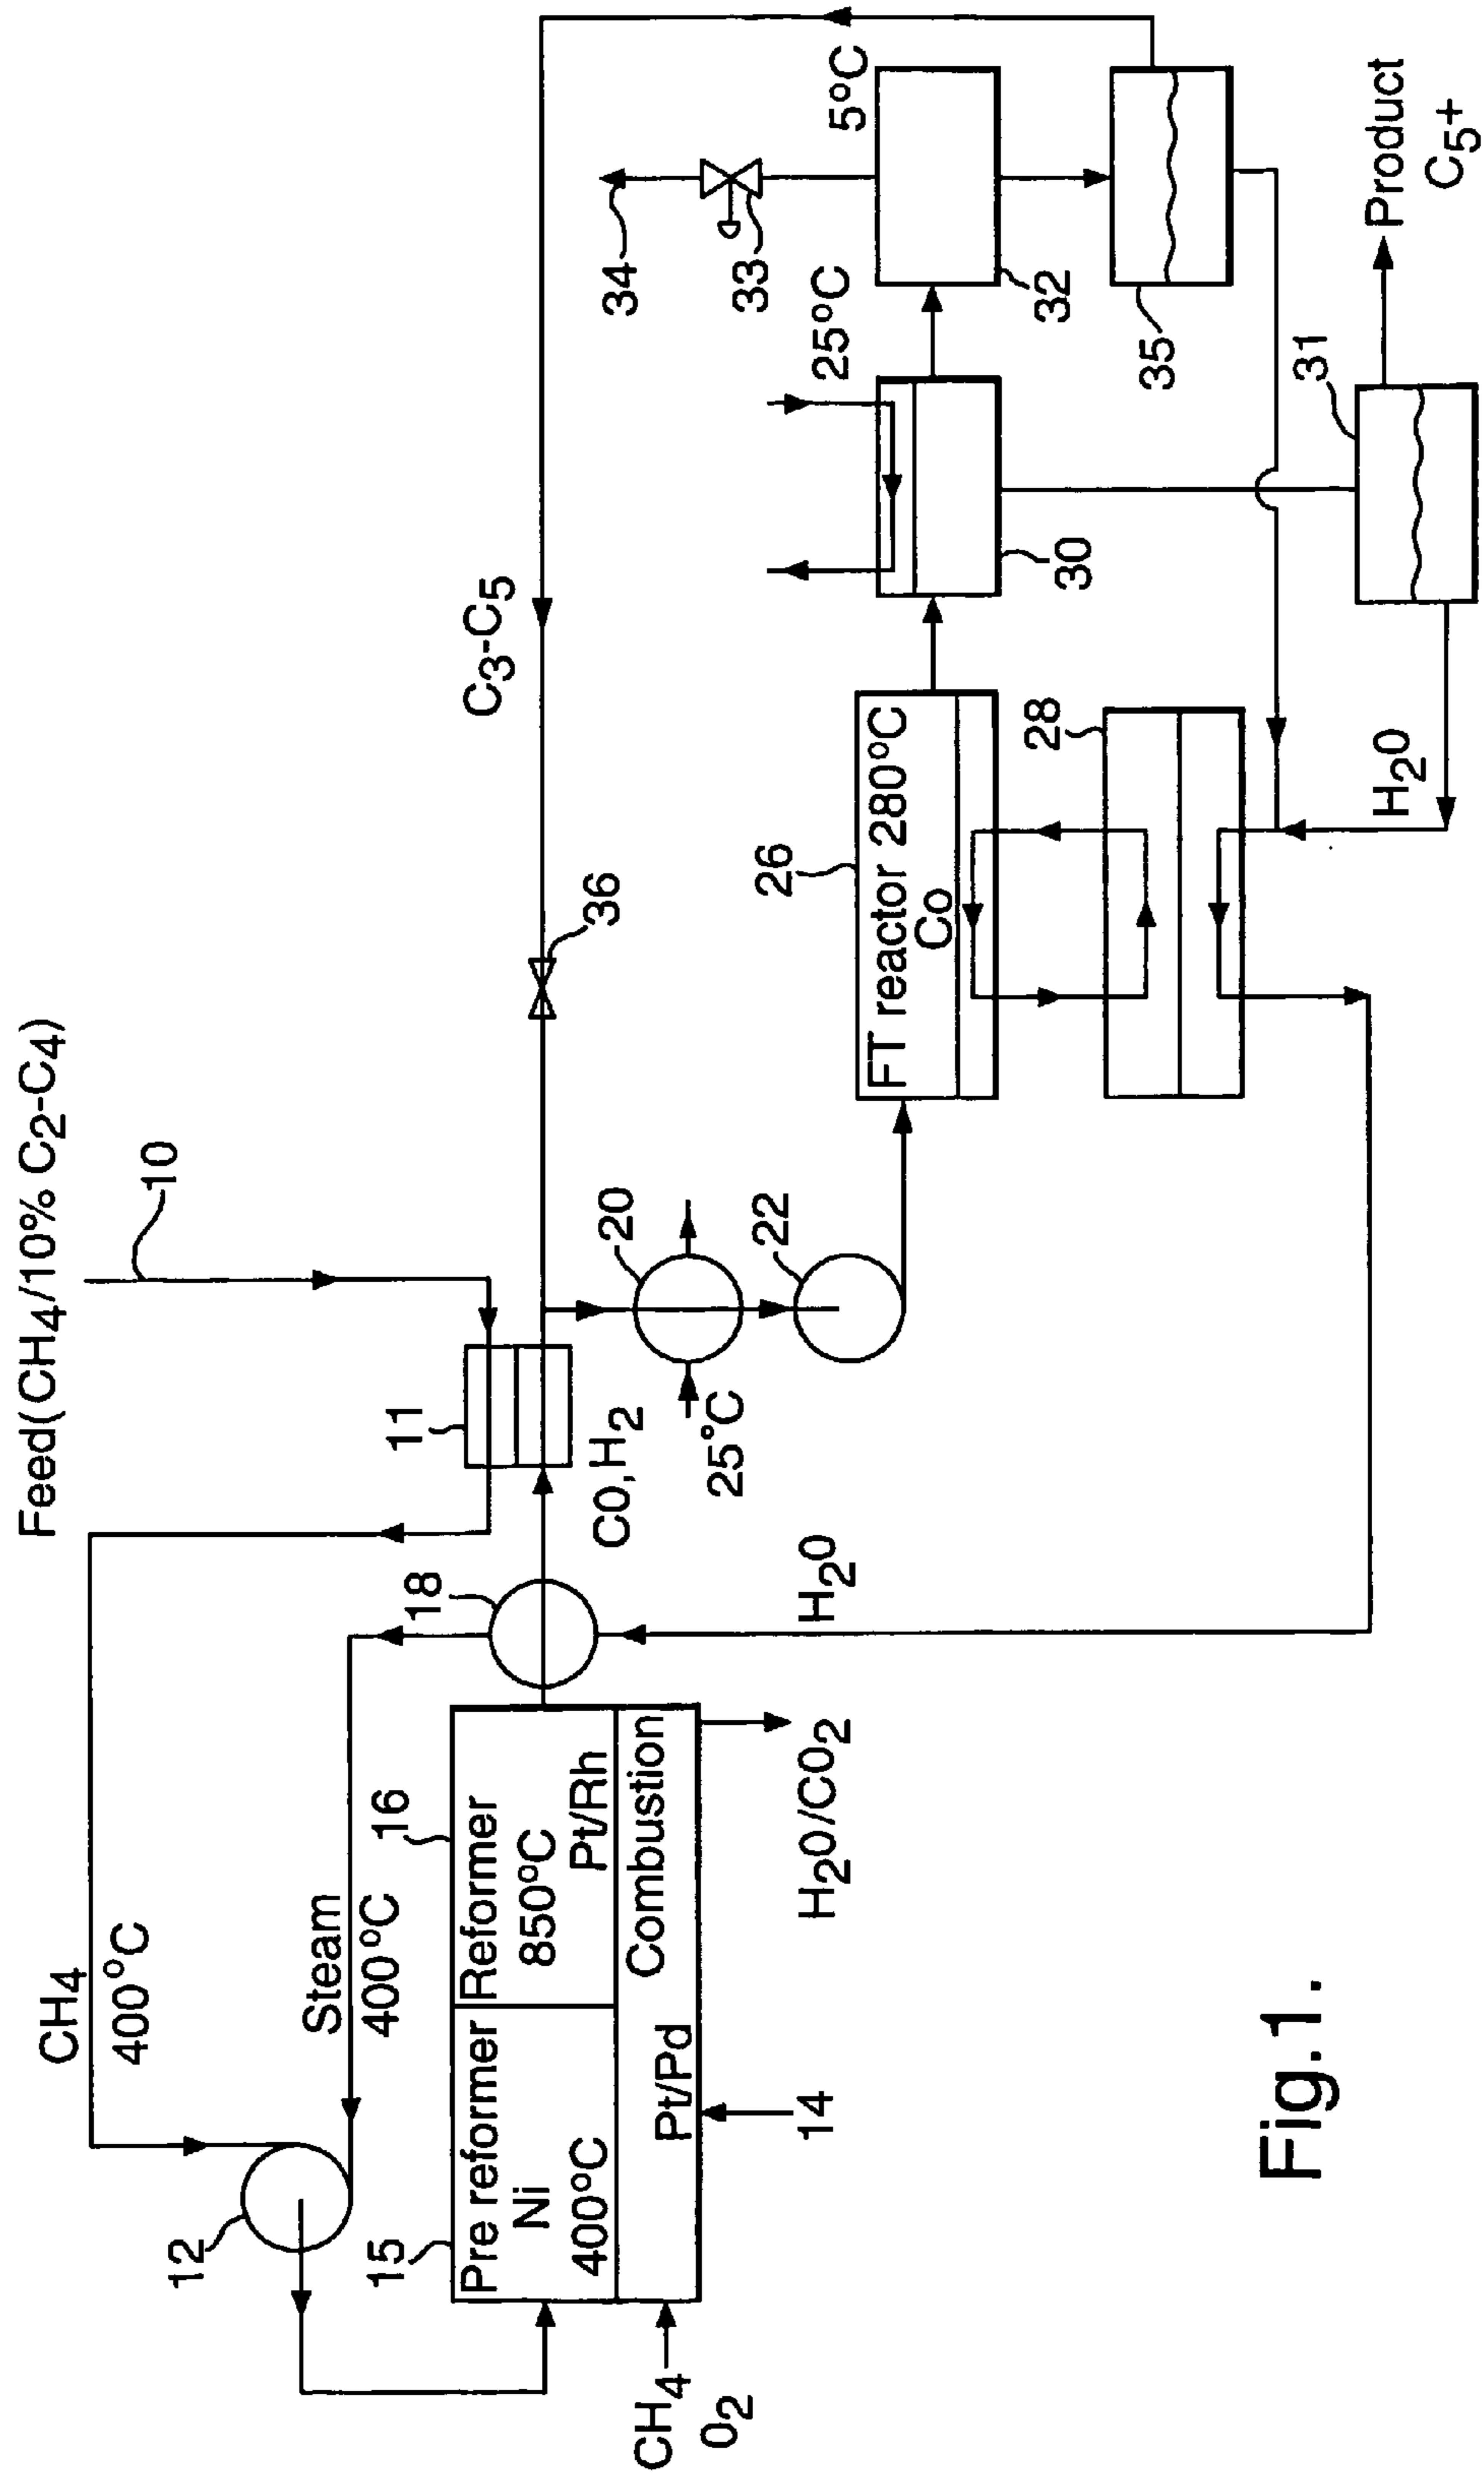 Feed(CH4/10% C2-C4)
10
CH4
400°C
11
C3-C5
12
Steam
400°C
18
36
15
Pre reformer
Ni
400°C
16
Reformer
850°C
Pt/Rh
Combustion
Pt/Pd
CH4
O2
14
H2O/CO2
CO,H2
20
25°C
22
H2O
26
FT reactor 280°C
Co
28
30
25°C
34
33
5°C
32
35
31
H2O
Product
C5+
Fig.1.